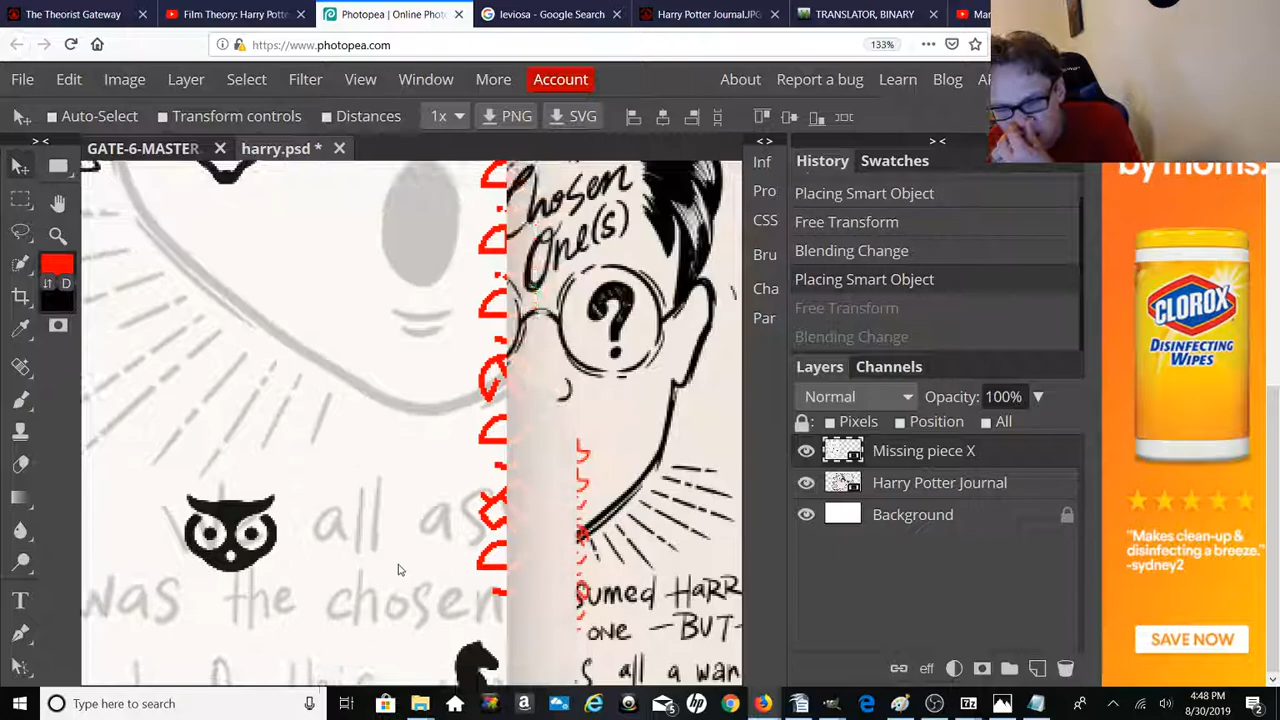 The Theorist Gateway
Film Theory: Harry P
Photopea | Online Phot
leviosa - Google Search
Harry Potter Journal.JPG
TRANSLATOR, BINARY
Mar
https://www.photopea.com
133%
File Edit Image Layer Select Filter View Window More Account About Report a bug Learn Blog
Auto-Select Transform controls Distances 1x PNG SVG
GATE-6-MASTER harry.psd *
> < < > > < > <
Inf
Pro
CSS
Bru
Cha
Par
History Swatches
Placing Smart Object
Free Transform
Blending Change
Placing Smart Object
Free Transform
Blending Change
Layers Channels
Normal Opacity: 100%
Pixels Position All
Missing piece X
Harry Potter Journal
Background
eff
D
T
Chosen
One(s)
?
all as
sumed HARR
was the chosen
one - BUT -
s all a wan
by moms.
CLOROX
DISINFECTING
WIPES
"Makes clean-up &
disinfecting a breeze."
-sydney2
SAVE NOW
Type here to search
4:48 PM
8/30/2019